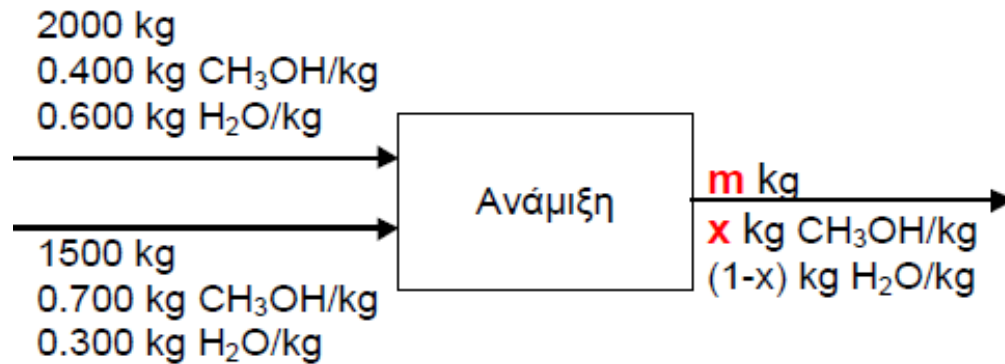 2000 kg
0.400 kg CH₃OH/kg
0.600 kg H₂O/kg
1500 kg
0.700 kg CH₃OH/kg
0.300 kg H₂O/kg
Ανάμιξη
m kg
x kg CH₃OH/kg
(1-x) kg H₂O/kg